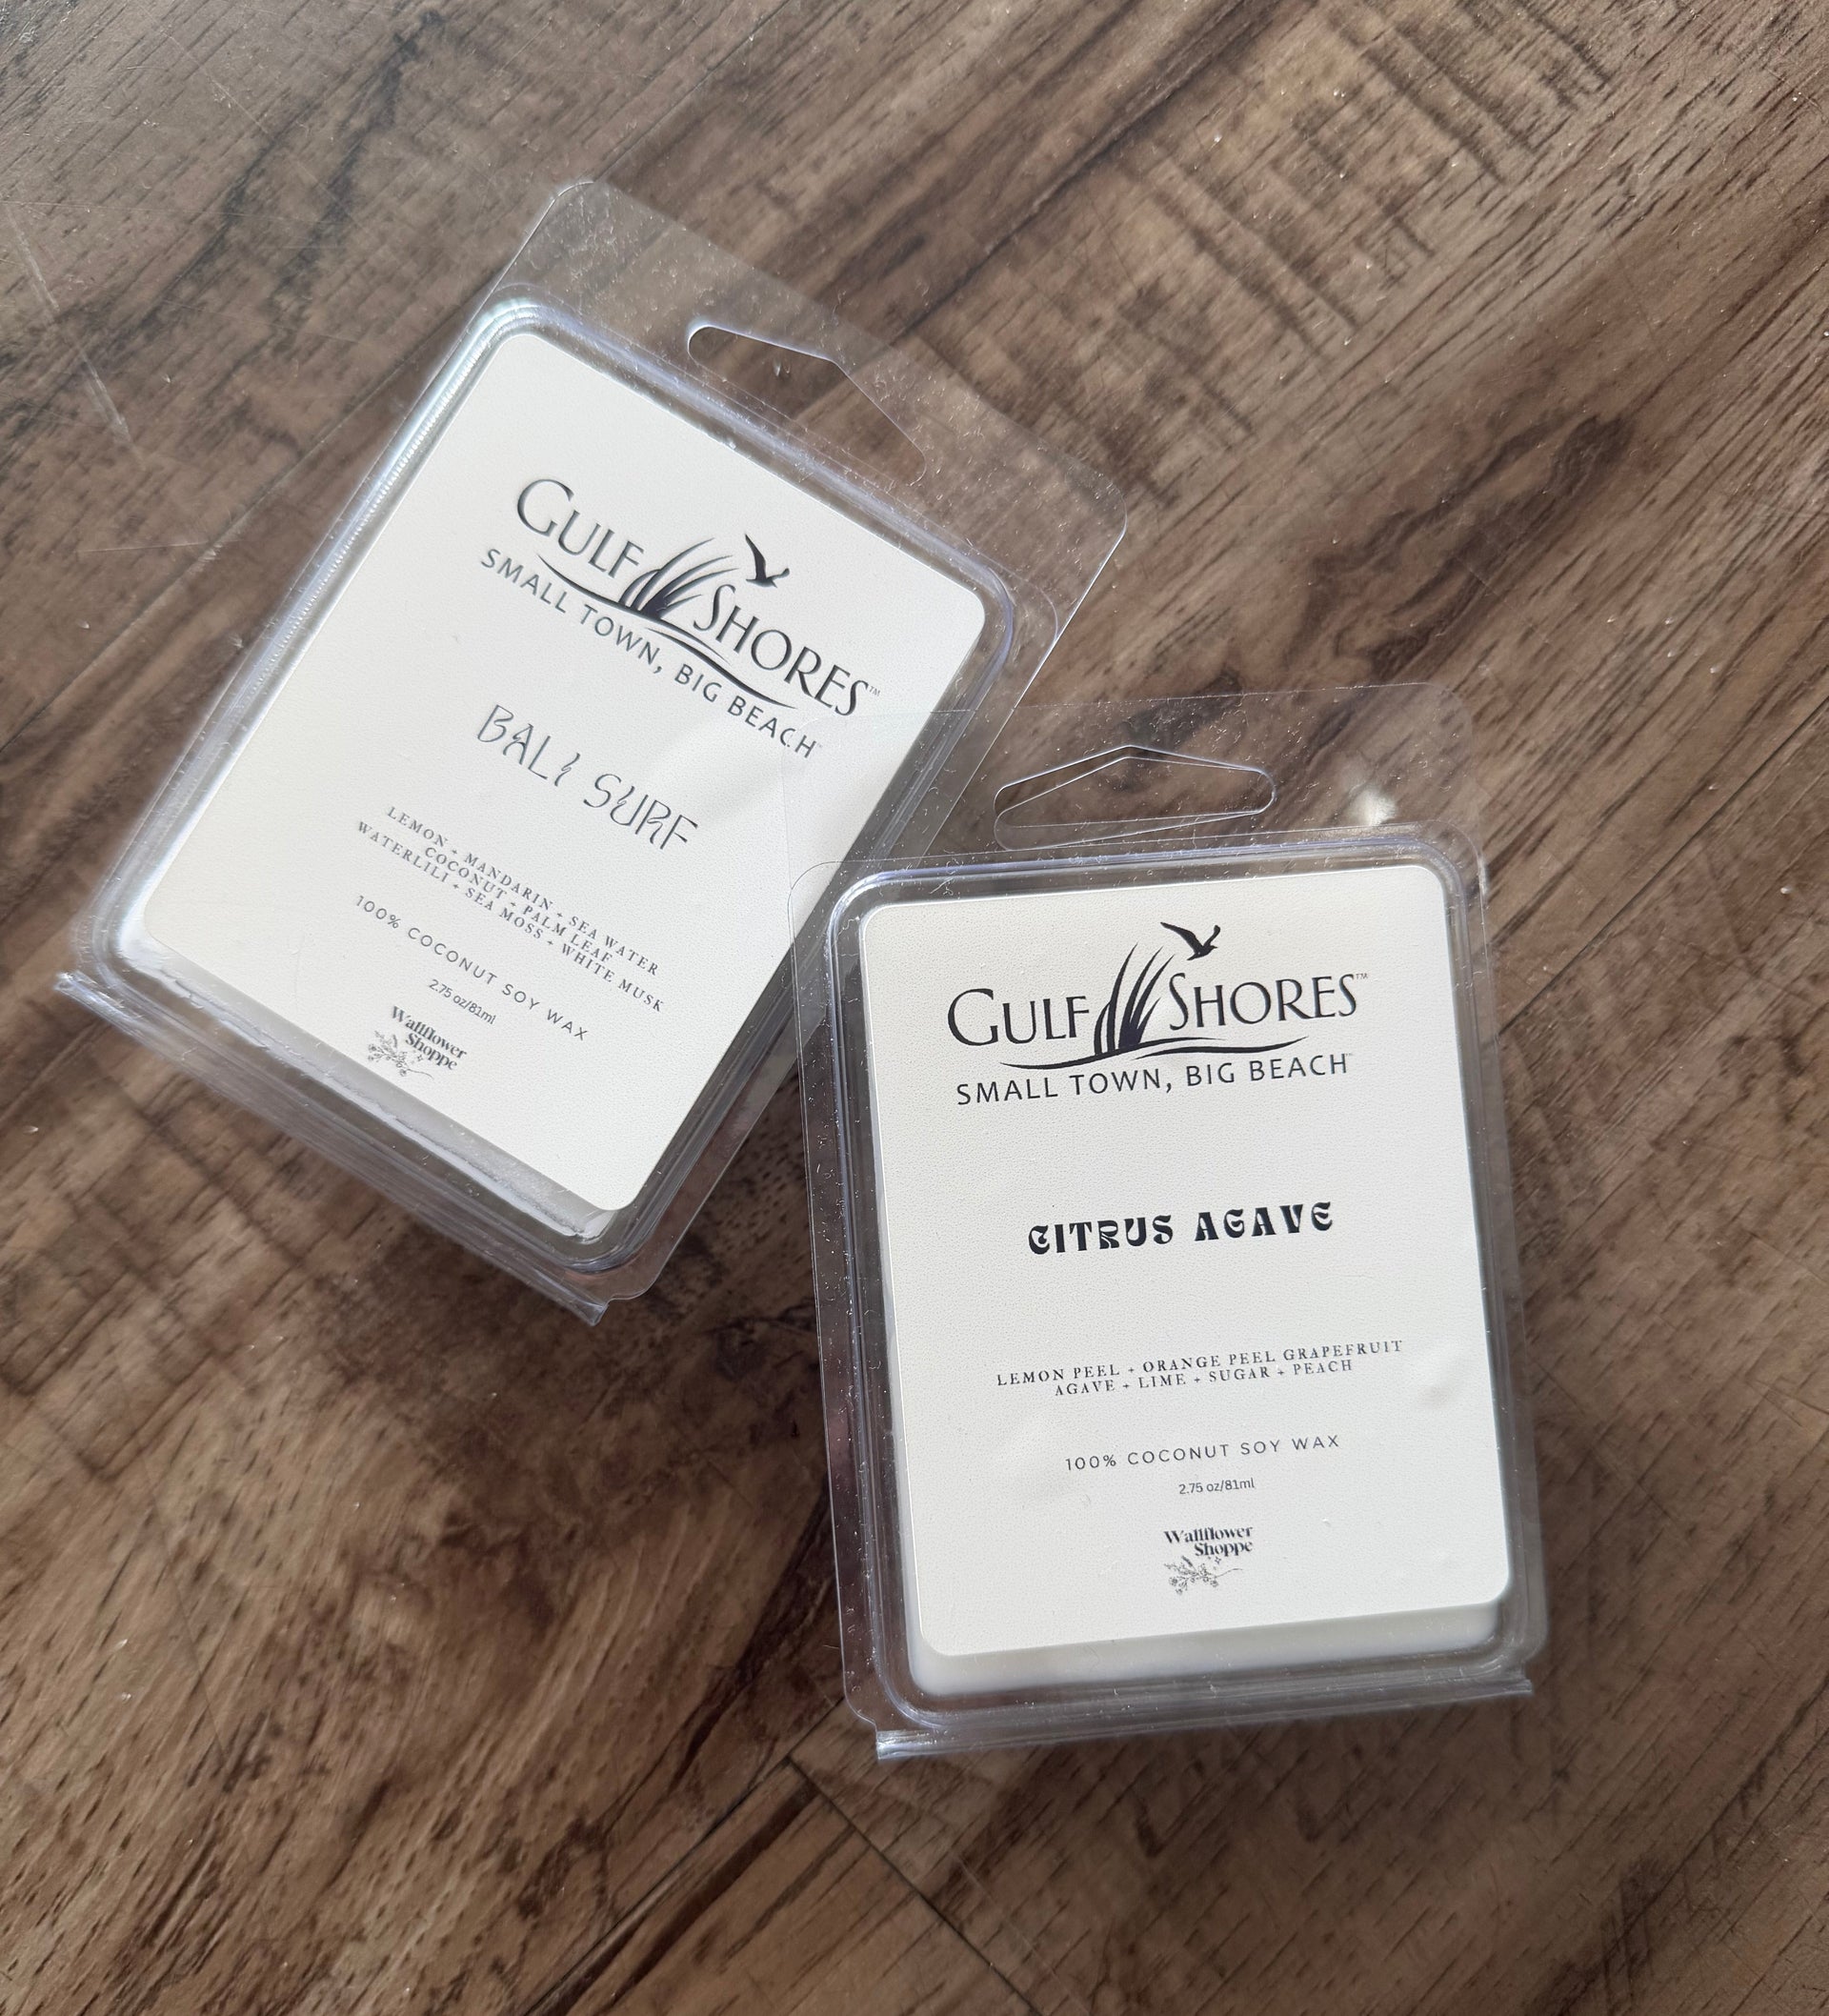 GULF SHORES™
SMALL TOWN, BIG BEACH™
BALI SURF
LEMON + MANDARIN + SEA WATER
COCONUT + PALM LEAF
WATERLILI + SEA MOSS + WHITE MUSK
100% COCONUT SOY WAX
2.75 oz/81ml
Wallflower
Shoppe
GULF SHORES™
SMALL TOWN, BIG BEACH™
CITRUS AGAVE
LEMON PEEL + ORANGE PEEL GRAPEFRUIT
AGAVE + LIME + SUGAR + PEACH
100% COCONUT SOY WAX
2.75 oz/81ml
Wallflower
Shoppe